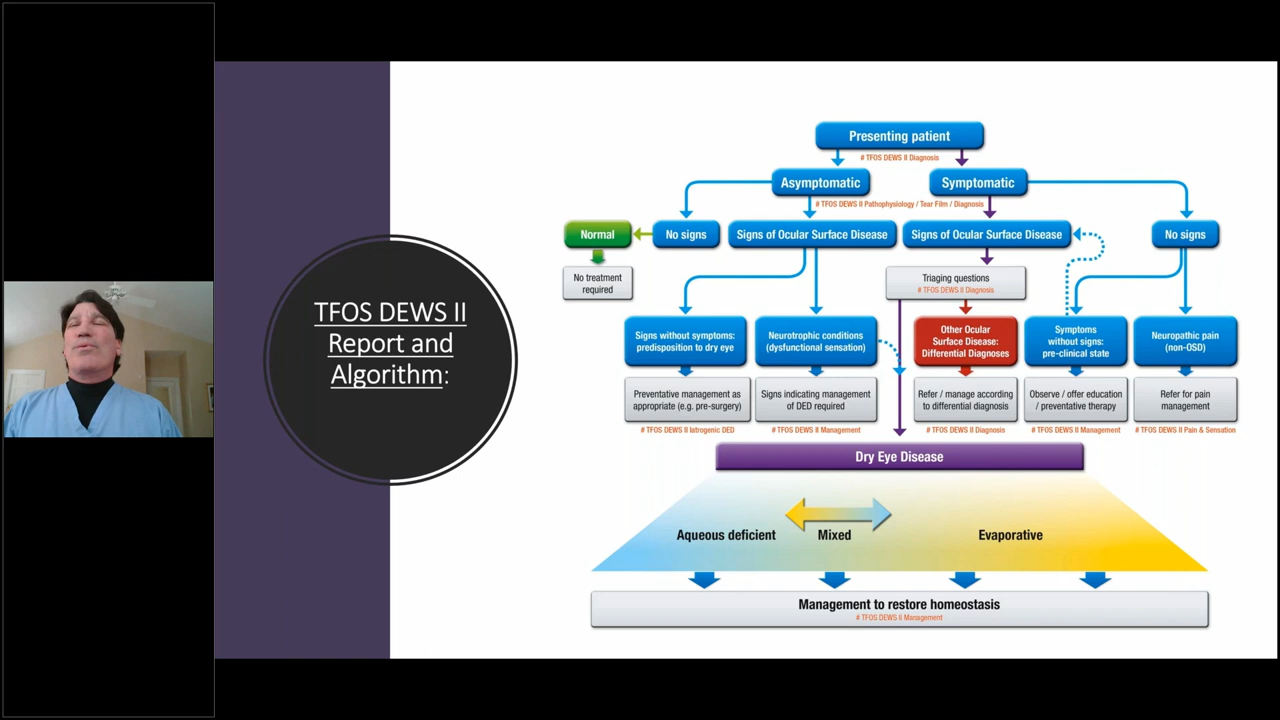 TFOS DEWS II
Report and
Algorithm:
Presenting patient
# TFOS DEWS II Diagnosis
Asymptomatic
Symptomatic
# TFOS DEWS II Pathophysiology / Tear Film / Diagnosis
Normal
No signs
Signs of Ocular Surface Disease
Signs of Ocular Surface Disease
No signs
No treatment
required
Triaging questions
# TFOS DEWS II Diagnosis
Signs without symptoms:
predisposition to dry eye
Neurotrophic conditions
(dysfunctional sensation)
Other Ocular
Surface Disease:
Differential Diagnoses
Symptoms
without signs:
pre-clinical state
Neuropathic pain
(non-OSD)
Preventative management as
appropriate (e.g. pre-surgery)
Signs indicating management
of DED required
Refer / manage according
to differential diagnosis
Observe / offer education
/ preventative therapy
Refer for pain
management
# TFOS DEWS II Iatrogenic DED
# TFOS DEWS II Management
# TFOS DEWS II Diagnosis
# TFOS DEWS II Management
# TFOS DEWS II Pain & Sensation
Dry Eye Disease
Aqueous deficient
Mixed
Evaporative
Management to restore homeostasis
# TFOS DEWS II Management